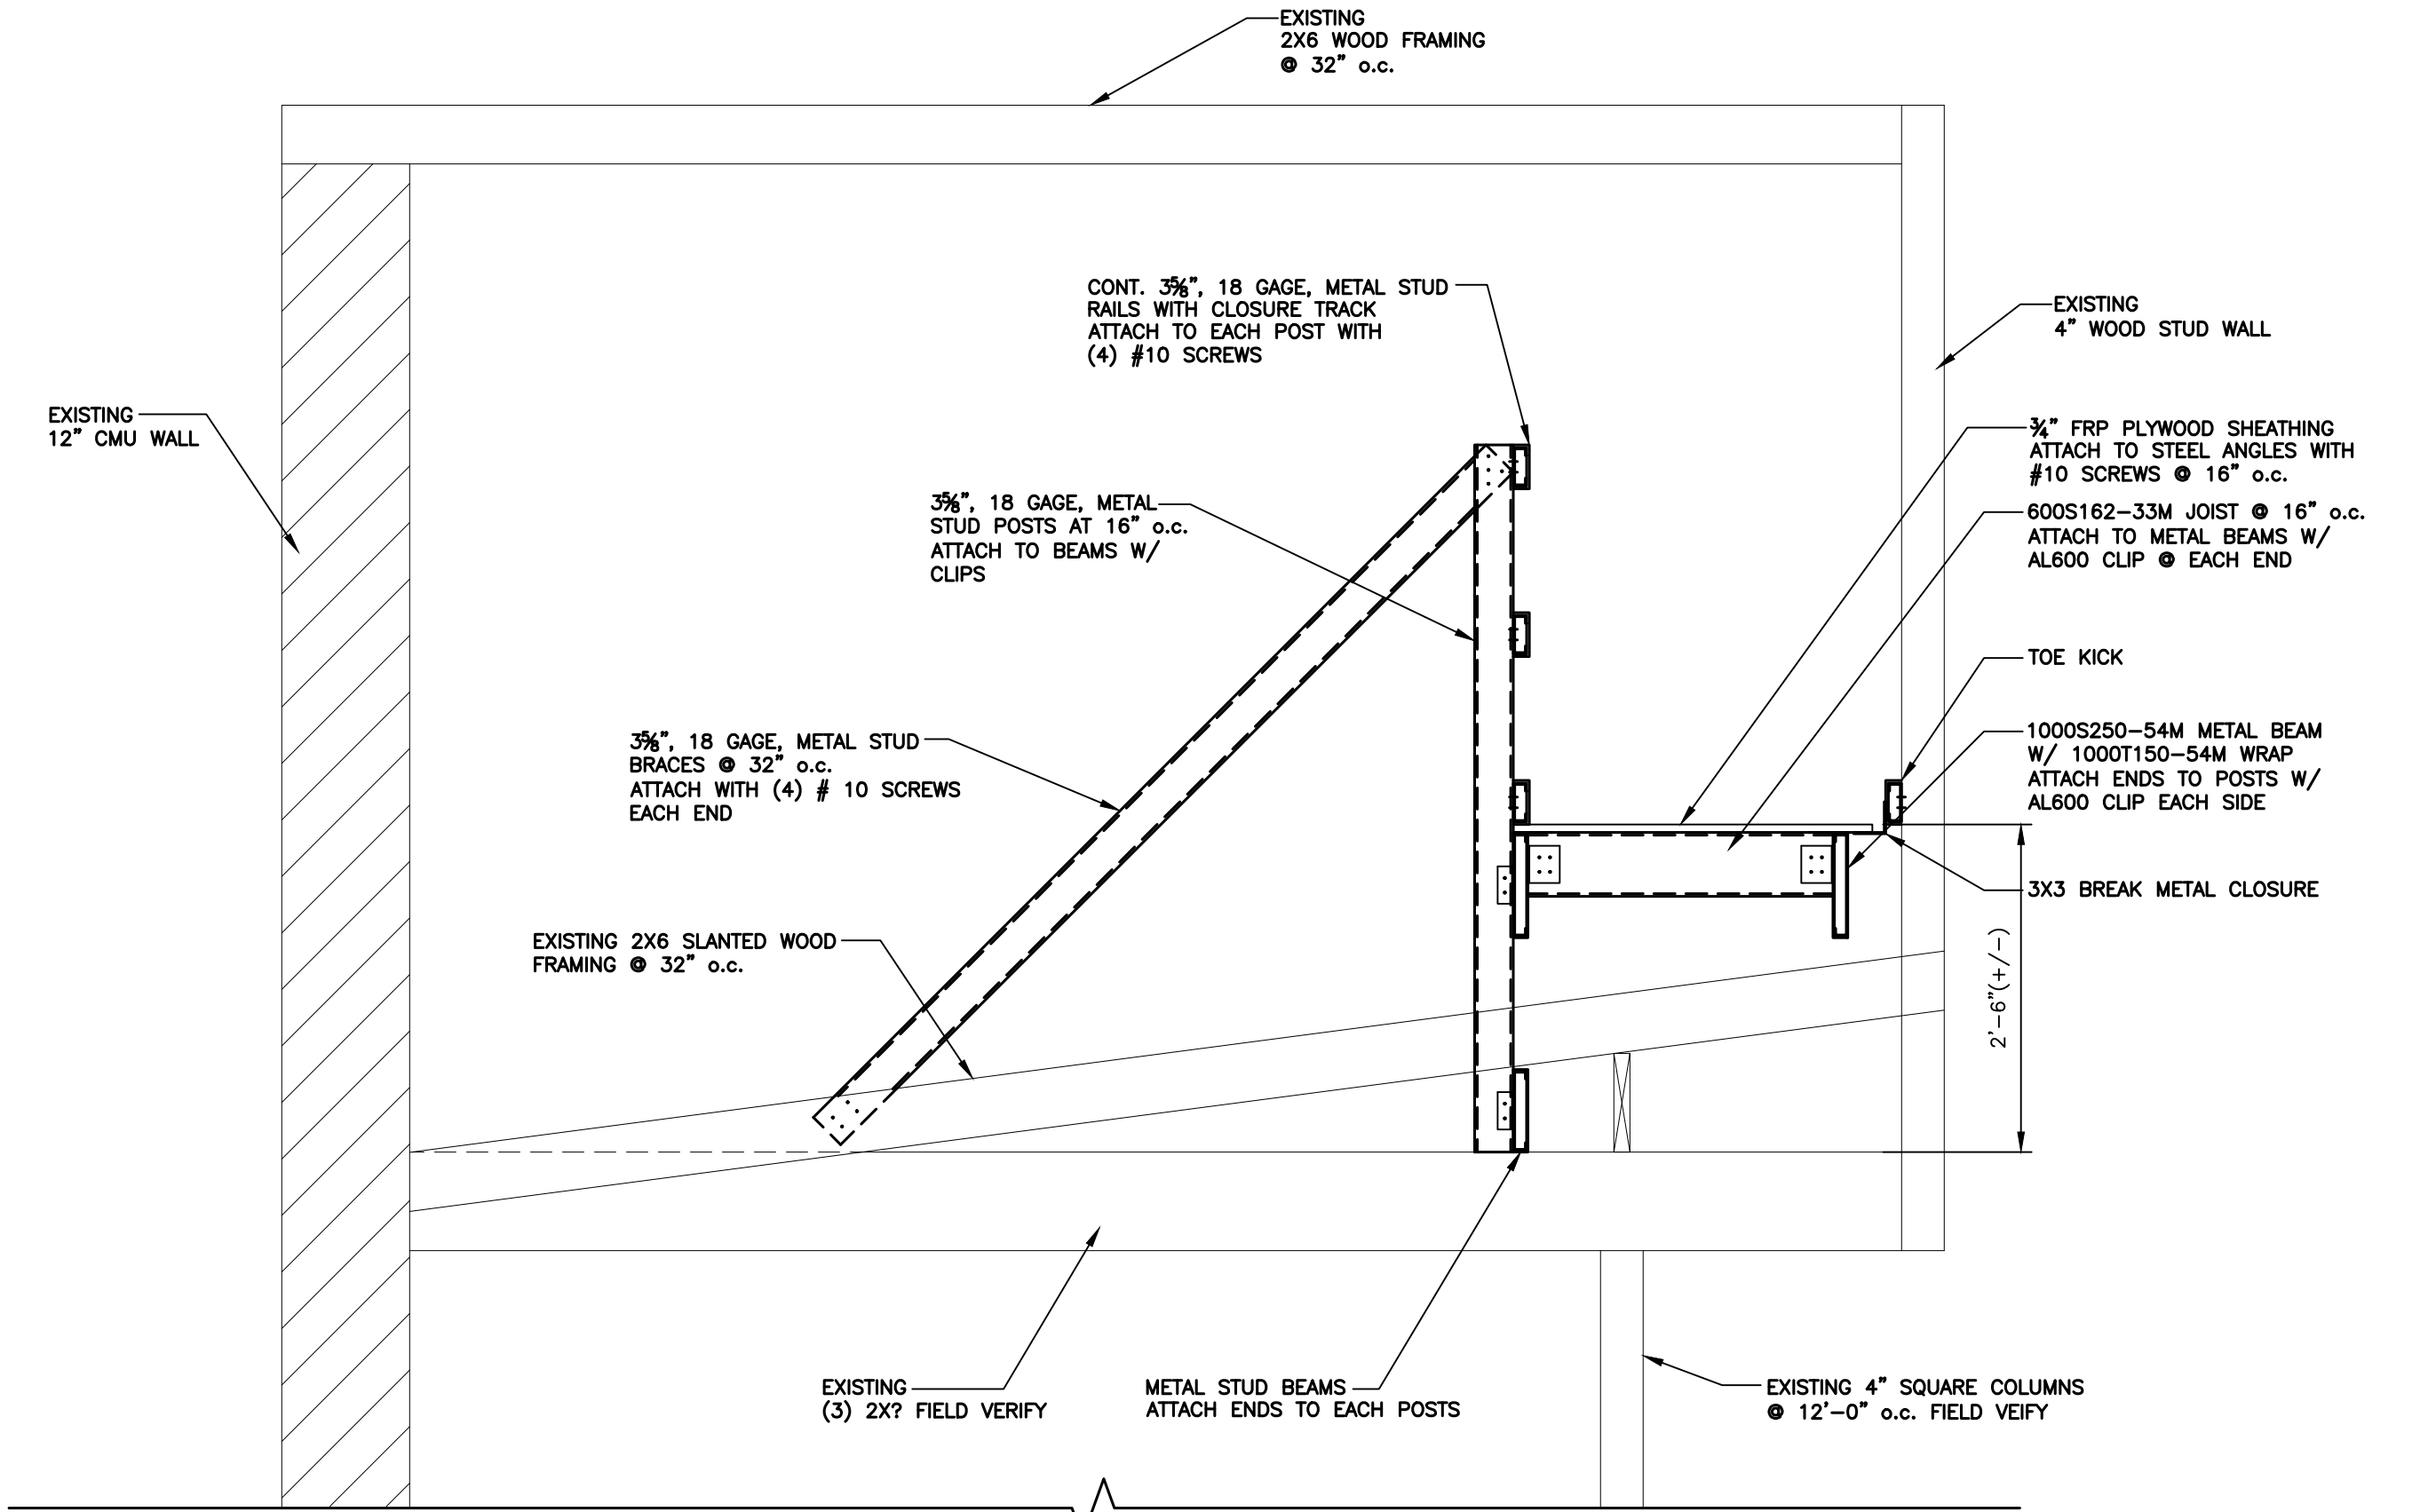 EXISTING
2X6 WOOD FRAMING
@ 32" o.c.
CONT. 3⅝", 18 GAGE, METAL STUD
RAILS WITH CLOSURE TRACK
ATTACH TO EACH POST WITH
(4) #10 SCREWS
EXISTING
4" WOOD STUD WALL
EXISTING
12" CMU WALL
¾" FRP PLYWOOD SHEATHING
ATTACH TO STEEL ANGLES WITH
#10 SCREWS @ 16" o.c.
3⅝", 18 GAGE, METAL
STUD POSTS AT 16" o.c.
ATTACH TO BEAMS W/
CLIPS
600S162-33M JOIST @ 16" o.c.
ATTACH TO METAL BEAMS W/
AL600 CLIP @ EACH END
TOE KICK
3⅝", 18 GAGE, METAL STUD
BRACES @ 32" o.c.
ATTACH WITH (4) # 10 SCREWS
EACH END
1000S250-54M METAL BEAM
W/ 1000T150-54M WRAP
ATTACH ENDS TO POSTS W/
AL600 CLIP EACH SIDE
3X3 BREAK METAL CLOSURE
EXISTING 2X6 SLANTED WOOD
FRAMING @ 32" o.c.
2'-6"(+/-)
EXISTING
(3) 2X? FIELD VERIFY
METAL STUD BEAMS
ATTACH ENDS TO EACH POSTS
EXISTING 4" SQUARE COLUMNS
@ 12'-0" o.c. FIELD VEIFY